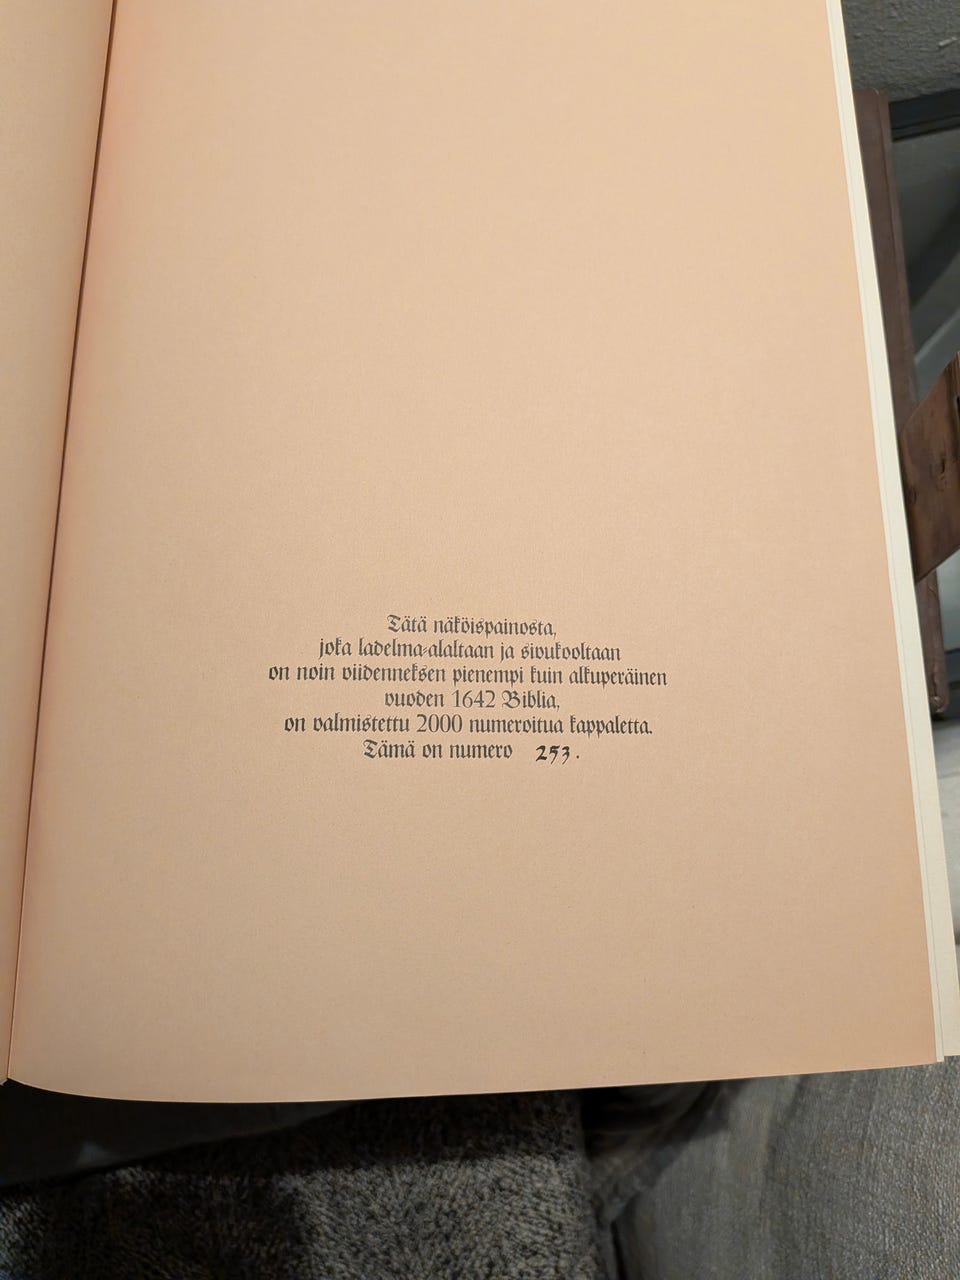 Tätä näköispainosta,
joka ladelma-alaltaan ja sivukooltaan
on noin viidenneksen pienempi kuin alkuperäinen
vuoden 1642 Biblia,
on valmistettu 2000 numeroitua kappaletta.
Tämä on numero 253.